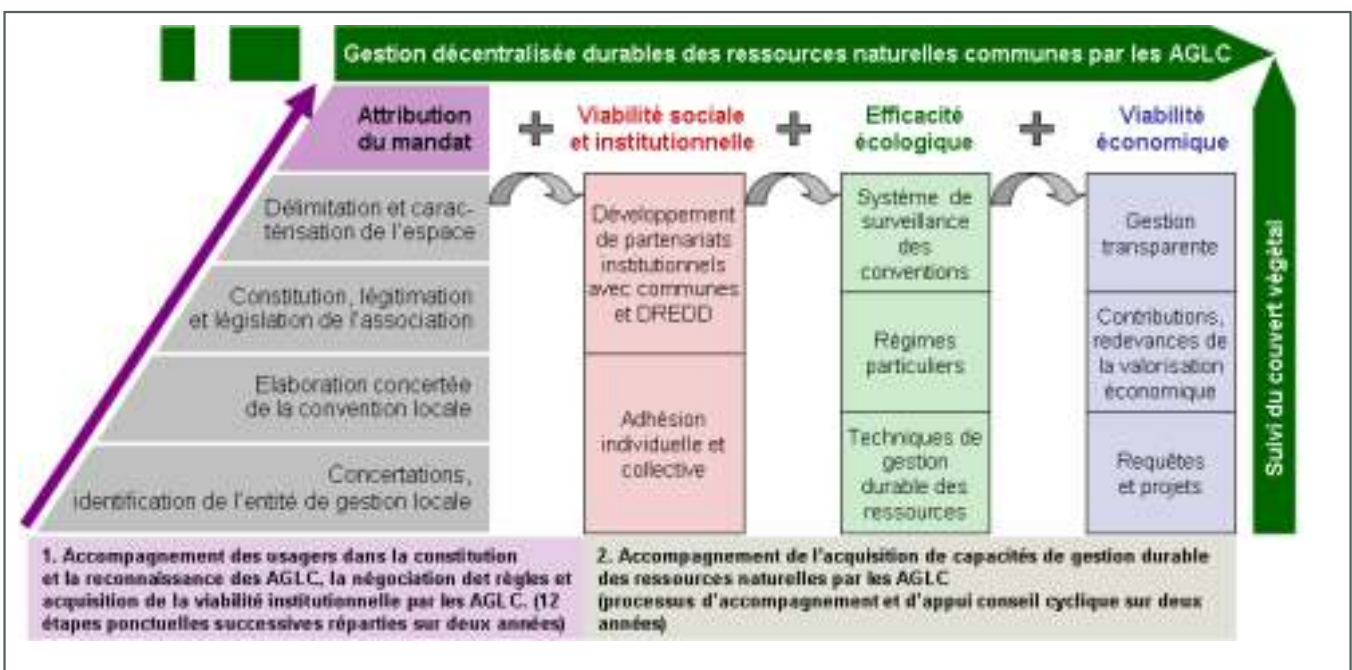 Gestion décentralisée durables des ressources naturelles communes par les AGLC
Attribution
du mandat
Viabilité sociale
et institutionnelle
Efficacité
écologique
Viabilité
économique
Délimitation et carac-
térisation de l'espace
Constitution, légitimation
et législation de l'association
Elaboration concertée
de la convention locale
Concertations,
identification de l'entité de gestion locale
Développement
de partenariats
institutionnels
avec communes
et DREDD
Adhésion
individuelle et
collective
Système de
surveillance
des
conventions
Régimes
particuliers
Techniques de
gestion
durable des
ressources
Gestion
transparente
Contributions,
redevances de
la valorisation
économique
Requêtes
et projets
Suivi du couvert végétal
1. Accompagnement des usagers dans la constitution
et la reconnaissance des AGLC, la négociation det règles et
acquisition de la viabilité institutionnelle par les AGLC. (12
étapes ponctuelles successives réparties sur deux années)
2. Accompagnement de l'acquisition de capacités de gestion durable
des ressources naturelles par les AGLC
(processus d'accompagnement et d'appui conseil cyclique sur deux
années)